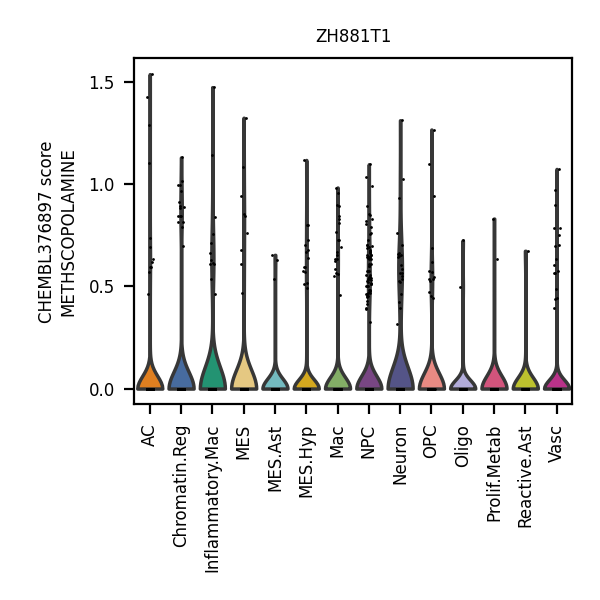 ZH881T1
CHEMBL376897 score
METHSCOPOLAMINE
1.5
1.0
0.5
0.0
AC
Chromatin.Reg
Inflammatory.Mac
MES
MES.Ast
MES.Hyp
Mac
NPC
Neuron
OPC
Oligo
Prolif.Metab
Reactive.Ast
Vasc